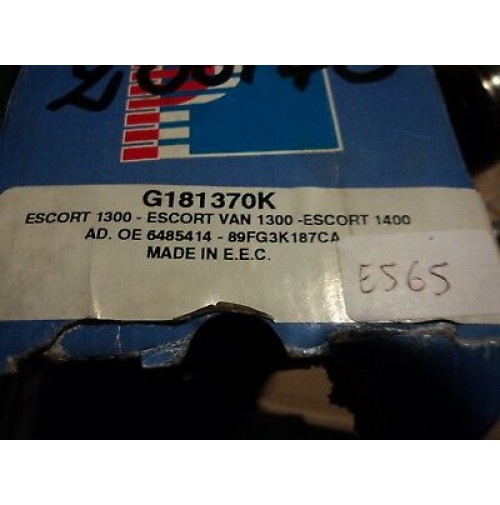 G181370K
ESCORT 1300 - ESCORT VAN 1300 -ESCORT 1400
AD. OE 6485414 - 89FG3K187CA
MADE IN E.E.C.
E565